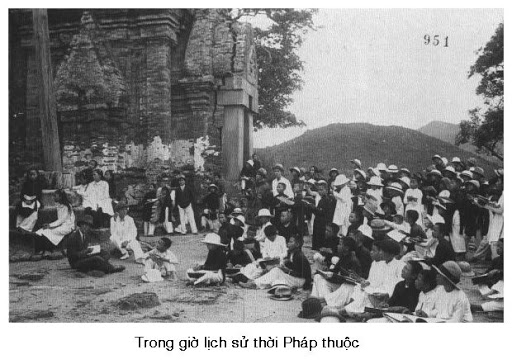 951
Trong giờ lịch sử thời Pháp thuộc